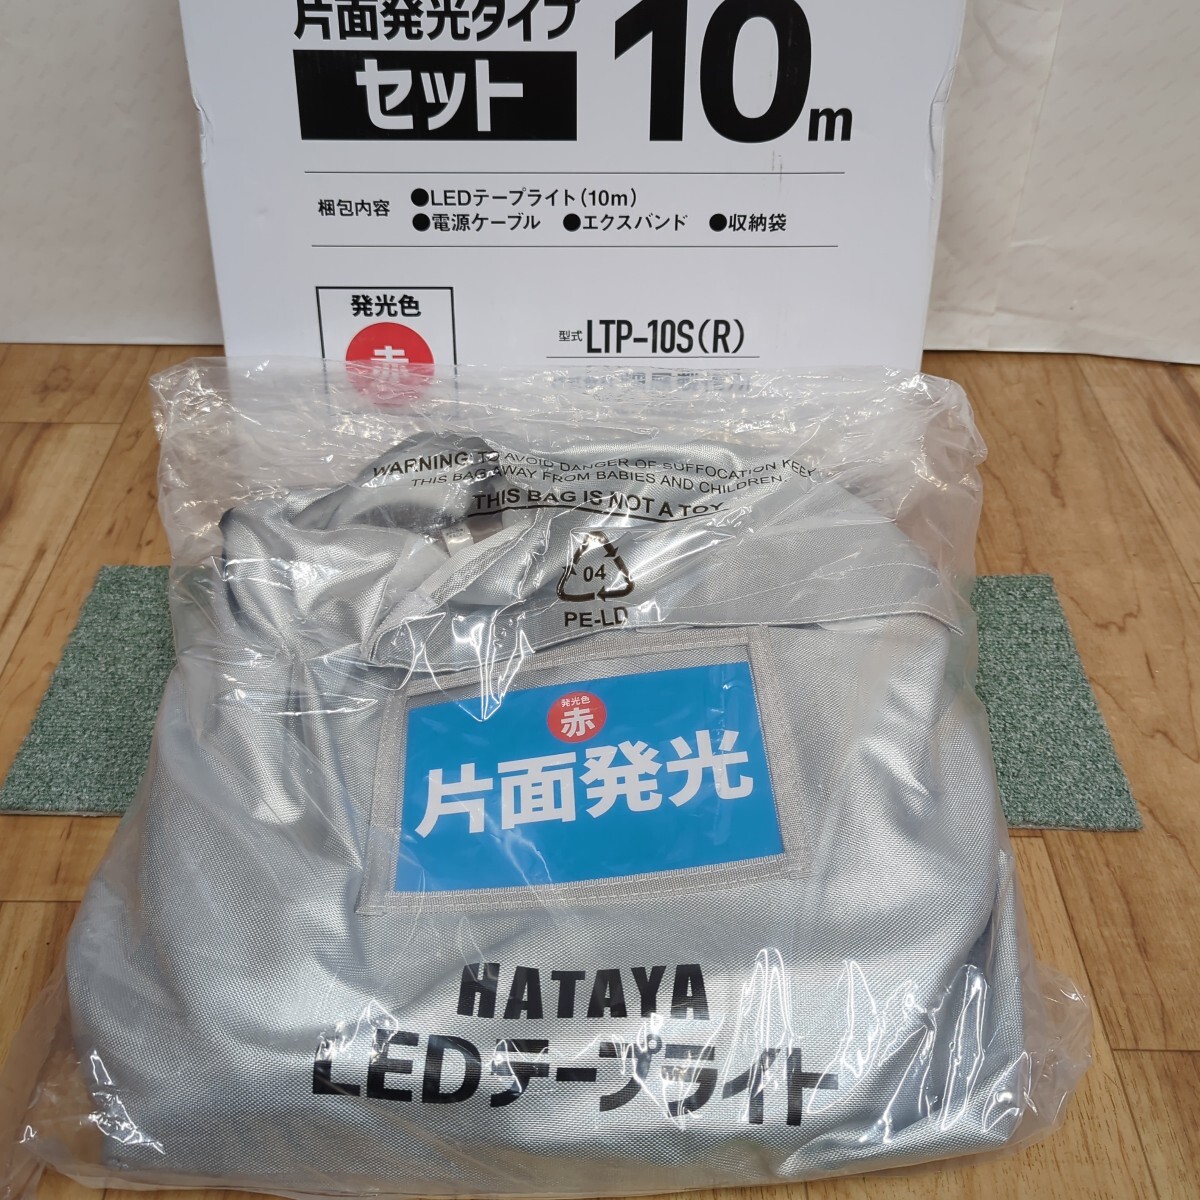 片面発光タイプ
セット
10m
梱包内容
●LEDテープライト(10m)
●電源ケーブル ●エクスバンド ●収納袋
発光色
赤
型式 LTP-10S(R)
WARNING: TO AVOID DANGER OF SUFFOCATION KEEP
THIS BAG AWAY FROM BABIES AND CHILDREN.
THIS BAG IS NOT A TOY
04
PE-LD
発光色
赤
片面発光
HATAYA
LEDテープライト